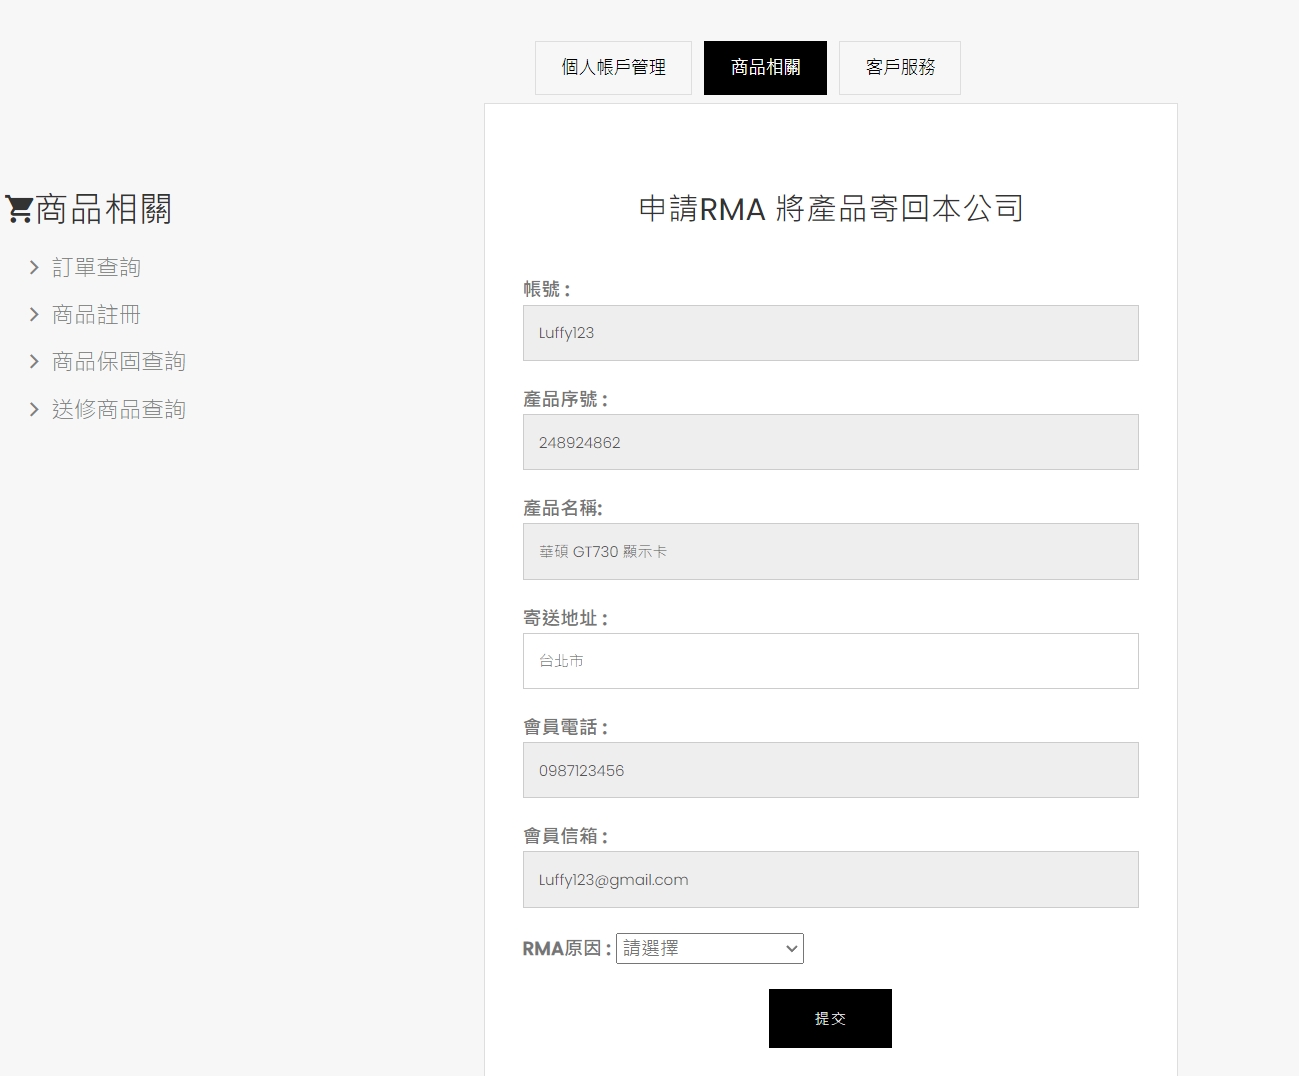 個人帳戶管理
商品相關
客戶服務
商品相關
訂單查詢
商品註冊
商品保固查詢
送修商品查詢
申請RMA 將產品寄回本公司
帳號 :
Luffy123
產品序號 :
248924862
產品名稱:
華碩 GT730 顯示卡
寄送地址 :
台北市
會員電話 :
0987123456
會員信箱 :
Luffy123@gmail.com
RMA原因 : 請選擇
提交